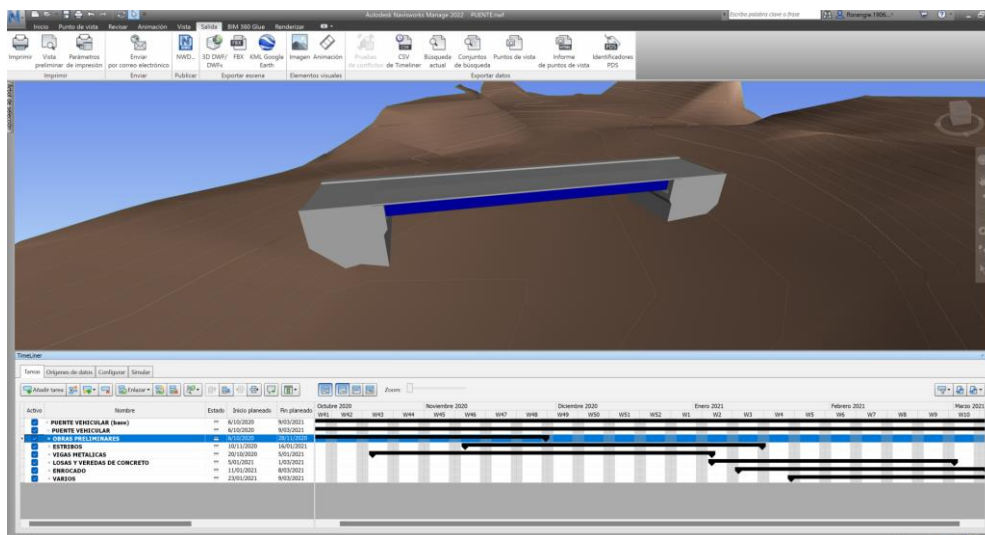 Autodesk Navisworks Manage 2022 PUENTE.nwf
Escriba palabra clave o frase
Inicio Punto de vista Revisar Animación Vista Salida BIM 360 Glue Renderizar
Imprimir Vista preliminar Parámetros de impresión Enviar por correo electrónico NWD... 3D DWF/ DWFx FBX KML Google Earth Imagen Animación Pruebas de conflictos CSV de Timeliner Búsqueda actual Conjuntos de búsqueda Puntos de vista Informe de puntos de vista Identificadores PDS
Imprimir Enviar Publicar Exportar escena Elementos visuales Exportar datos
TimeLiner
Tareas Orígenes de datos Configurar Simular
Añadir tarea Enlazar Zoom:
Activo Nombre Estado Inicio planeado Fin planeado
Octubre 2020 Noviembre 2020 Diciembre 2020 Enero 2021 Febrero 2021 Marzo 2021
W41 W42 W43 W44 W45 W46 W47 W48 W49 W50 W51 W52 W1 W2 W3 W4 W5 W6 W7 W8 W9 W10
PUENTE VEHICULAR (base) 6/10/2020 9/03/2021
PUENTE VEHICULAR 6/10/2020 9/03/2021
OBRAS PRELIMINARES 6/10/2020 28/11/2020
ESTRIBOS 10/11/2020 16/01/2021
VIGAS METALICAS 20/10/2020 5/01/2021
LOSAS Y VEREDAS DE CONCRETO 5/01/2021 1/03/2021
ENROCADO 11/01/2021 8/03/2021
VARIOS 23/01/2021 9/03/2021